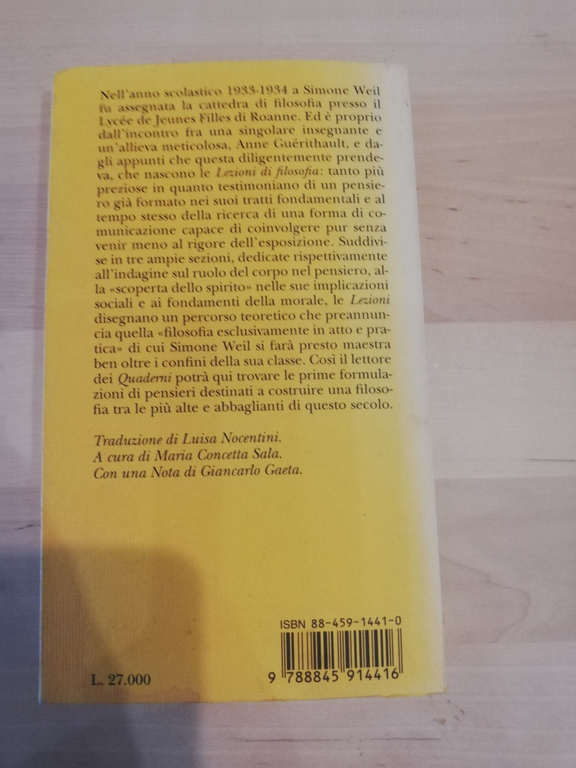 Nell'anno scolastico 1933-1934 a Simone Weil
fu assegnata la cattedra di filosofia presso il
Lycée de Jeunes Filles di Roanne. Ed è proprio
dall'incontro fra una singolare insegnante e
un'allieva meticolosa, Anne Guérithault, e da-
gli appunti che questa diligentemente prende-
va, che nascono le Lezioni di filosofia: tanto più
preziose in quanto testimoniano di un pensie-
ro già formato nei suoi tratti fondamentali e al
tempo stesso della ricerca di una forma di co-
municazione capace di coinvolgere pur senza
venir meno al rigore dell'esposizione. Suddivi-
se in tre ampie sezioni, dedicate rispettivamente
all'indagine sul ruolo del corpo nel pensiero, al-
la «scoperta dello spirito» nelle sue implicazioni
sociali e ai fondamenti della morale, le Lezioni
disegnano un percorso teoretico che preannun-
cia quella «filosofia esclusivamente in atto e pra-
tica» di cui Simone Weil si farà presto maestra
ben oltre i confini della sua classe. Così il lettore
dei Quaderni potrà qui trovare le prime formula-
zioni di pensieri destinati a costruire una filoso-
fia tra le più alte e abbaglianti di questo secolo.
Traduzione di Luisa Nocentini.
A cura di Maria Concetta Sala.
Con una Nota di Giancarlo Gaeta.
ISBN 88-459-1441-0
9 788845 914416
L. 27.000